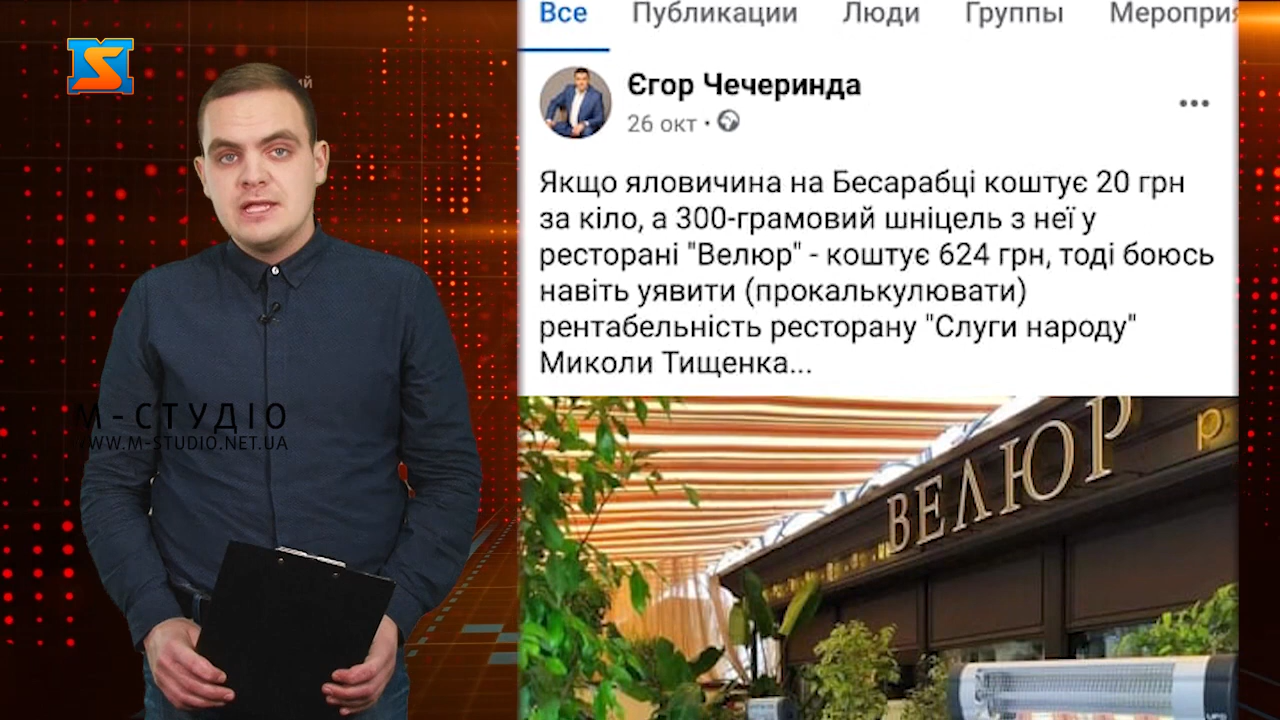 Все Публикации Люди Группы Меропри
Єгор Чечеринда
26 окт
Якщо яловичина на Бесарабці коштує 20 грн
за кіло, а 300-грамовий шніцель з неї у
ресторані "Велюр" - коштує 624 грн, тоді боюсь
навіть уявити (прокалькулювати)
рентабельність ресторану "Слуги народу"
Миколи Тищенка...
М-СТУДІО
WWW.M-STUDIO.NET.UA
ВЕЛЮР